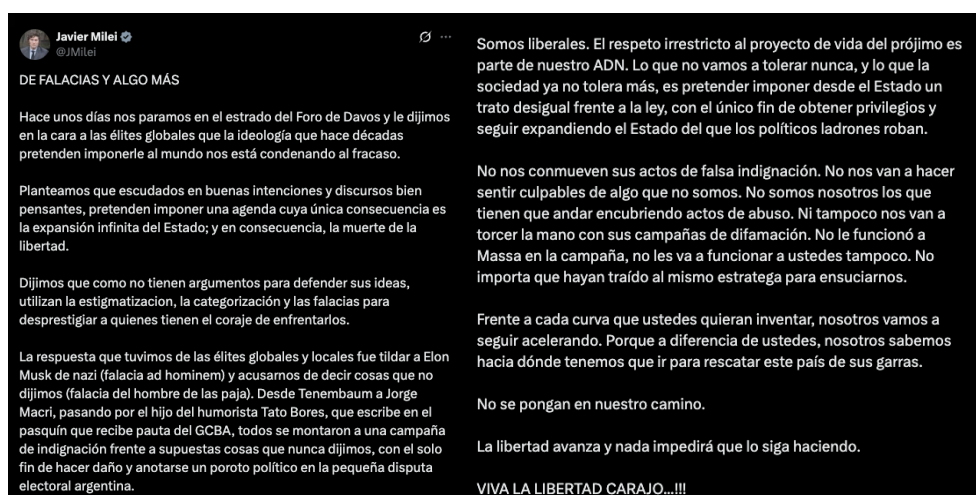 Javier Milei
@JMilei
DE FALACIAS Y ALGO MÁS
Hace unos días nos paramos en el estrado del Foro de Davos y le dijimos
en la cara a las élites globales que la ideología que hace décadas
pretenden imponerle al mundo nos está condenando al fracaso.
Planteamos que escudados en buenas intenciones y discursos bien
pensantes, pretenden imponer una agenda cuya única consecuencia es
la expansión infinita del Estado; y en consecuencia, la muerte de la
libertad.
Dijimos que como no tienen argumentos para defender sus ideas,
utilizan la estigmatizacion, la categorización y las falacias para
desprestigiar a quienes tienen el coraje de enfrentarlos.
La respuesta que tuvimos de las élites globales y locales fue tildar a Elon
Musk de nazi (falacia ad hominem) y acusarnos de decir cosas que no
dijimos (falacia del hombre de las paja). Desde Tenembaum a Jorge
Macri, pasando por el hijo del humorista Tato Bores, que escribe en el
pasquín que recibe pauta del GCBA, todos se montaron a una campaña
de indignación frente a supuestas cosas que nunca dijimos, con el solo
fin de hacer daño y anotarse un poroto político en la pequeña disputa
electoral argentina.
Somos liberales. El respeto irrestricto al proyecto de vida del prójimo es
parte de nuestro ADN. Lo que no vamos a tolerar nunca, y lo que la
sociedad ya no tolera más, es pretender imponer desde el Estado un
trato desigual frente a la ley, con el único fin de obtener privilegios y
seguir expandiendo el Estado del que los políticos ladrones roban.
No nos conmueven sus actos de falsa indignación. No nos van a hacer
sentir culpables de algo que no somos. No somos nosotros los que
tienen que andar encubriendo actos de abuso. Ni tampoco nos van a
torcer la mano con sus campañas de difamación. No le funcionó a
Massa en la campaña, no les va a funcionar a ustedes tampoco. No
importa que hayan traído al mismo estratega para ensuciarnos.
Frente a cada curva que ustedes quieran inventar, nosotros vamos a
seguir acelerando. Porque a diferencia de ustedes, nosotros sabemos
hacia dónde tenemos que ir para rescatar este país de sus garras.
No se pongan en nuestro camino.
La libertad avanza y nada impedirá que lo siga haciendo.
VIVA LA LIBERTAD CARAJO...!!!